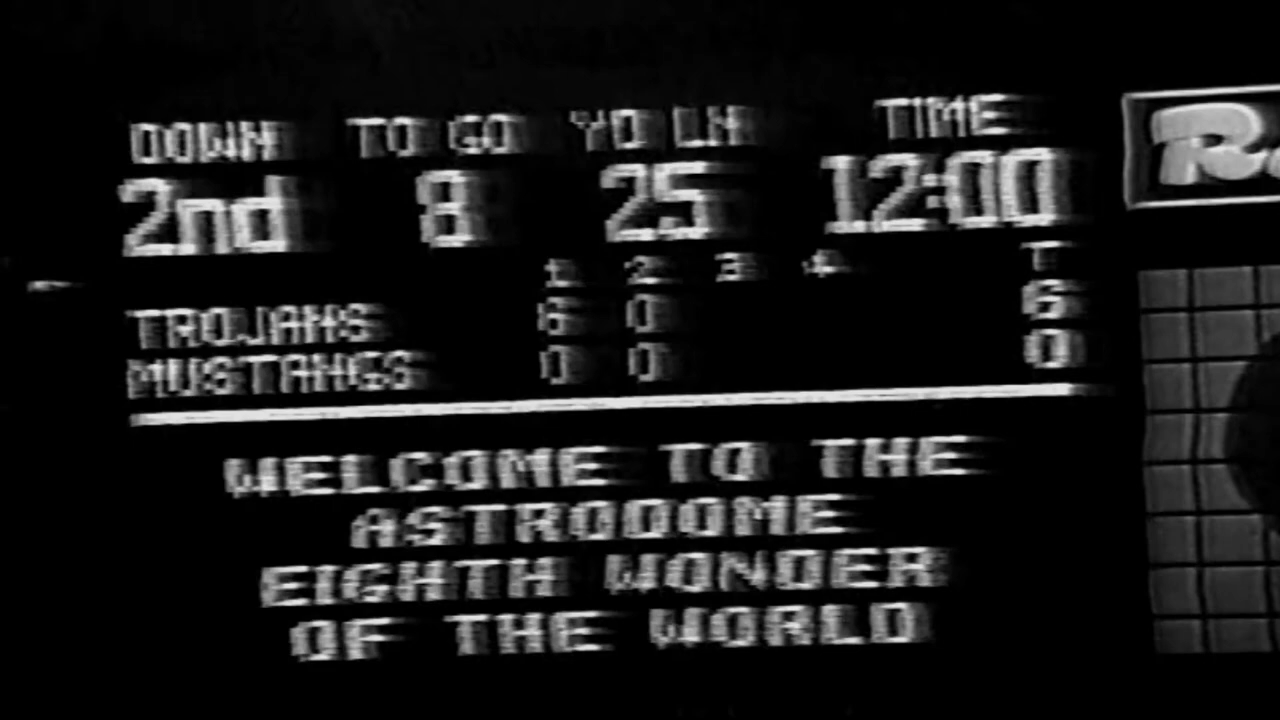 DOWN TO GO YD LN TIME
2nd 8 25 12:00
1 2 3 4 T
TROJANS 6 0 6
MUSTANGS 0 0 0
WELCOME TO THE
ASTRODOME
EIGHTH WONDER
OF THE WORLD